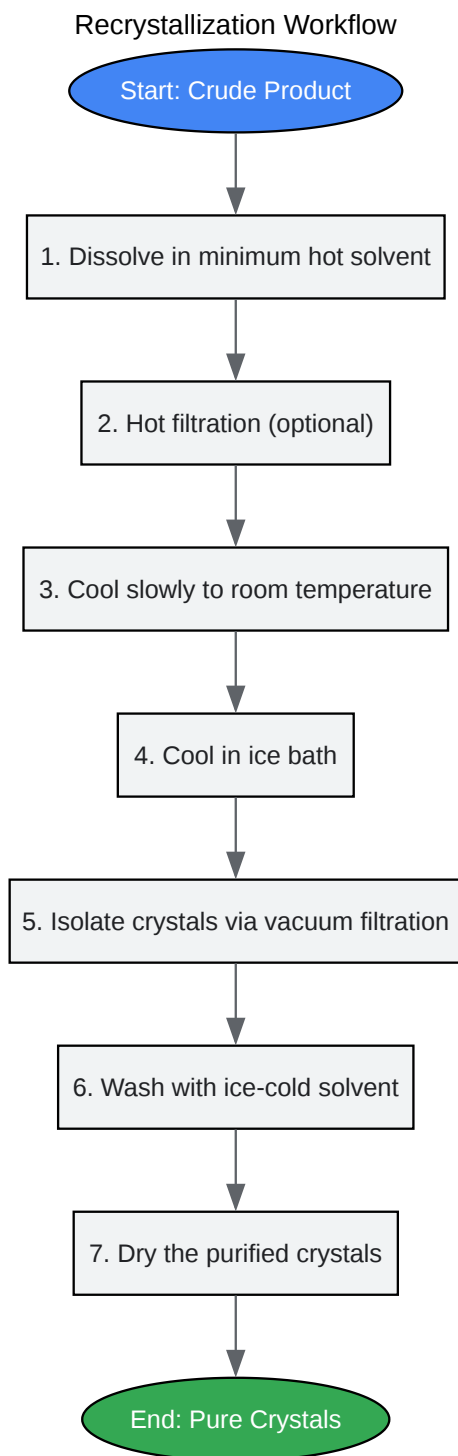 Recrystallization Workflow
Start: Crude Product
1. Dissolve in minimum hot solvent
2. Hot filtration (optional)
3. Cool slowly to room temperature
4. Cool in ice bath
5. Isolate crystals via vacuum filtration
6. Wash with ice-cold solvent
7. Dry the purified crystals
End: Pure Crystals